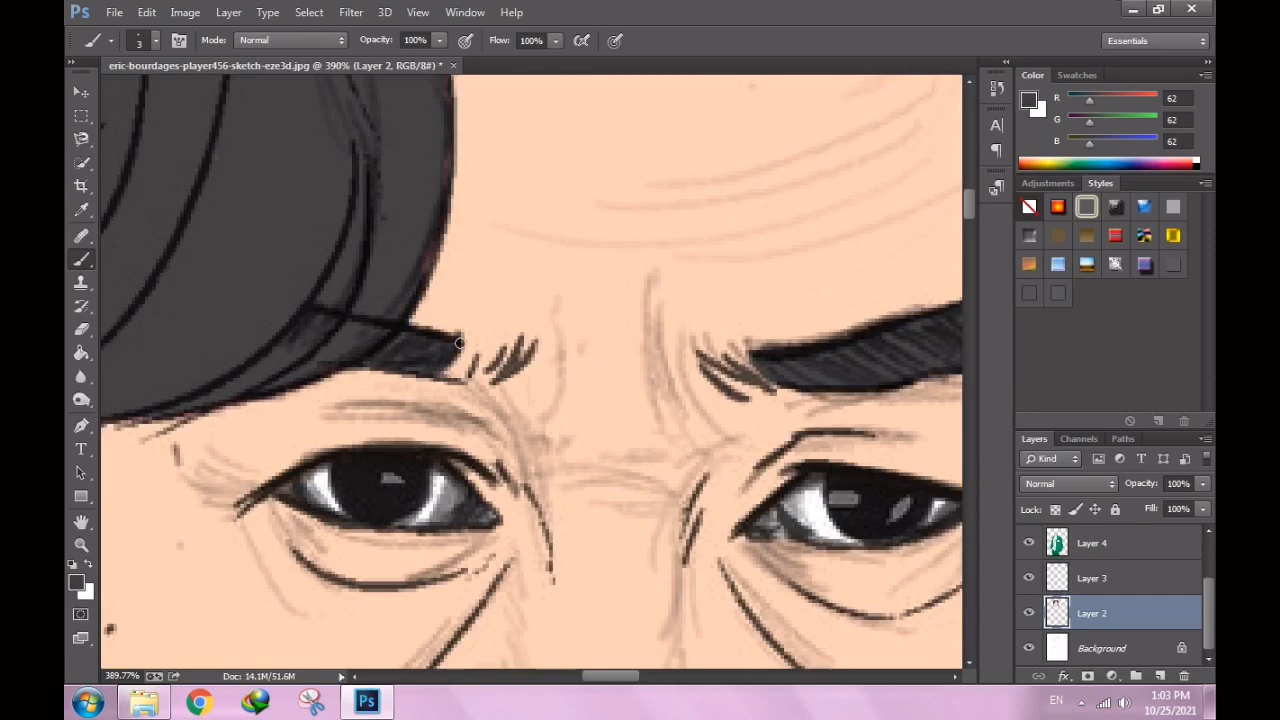 Ps File Edit Image Layer Type Select Filter 3D View Window Help
3 Mode: Normal Opacity: 100% Flow: 100% Essentials
eric-bourdages-player456-sketch-eze3d.jpg @ 390% (Layer 2, RGB/8#) * ×
Color Swatches
R 62
G 62
B 62
Adjustments Styles
Layers Channels Paths
Kind
Normal Opacity: 100%
Lock: Fill: 100%
Layer 4
Layer 3
Layer 2
Background
389.77% Doc: 14.1M/51.6M
Ps EN 1:03 PM
10/25/2021